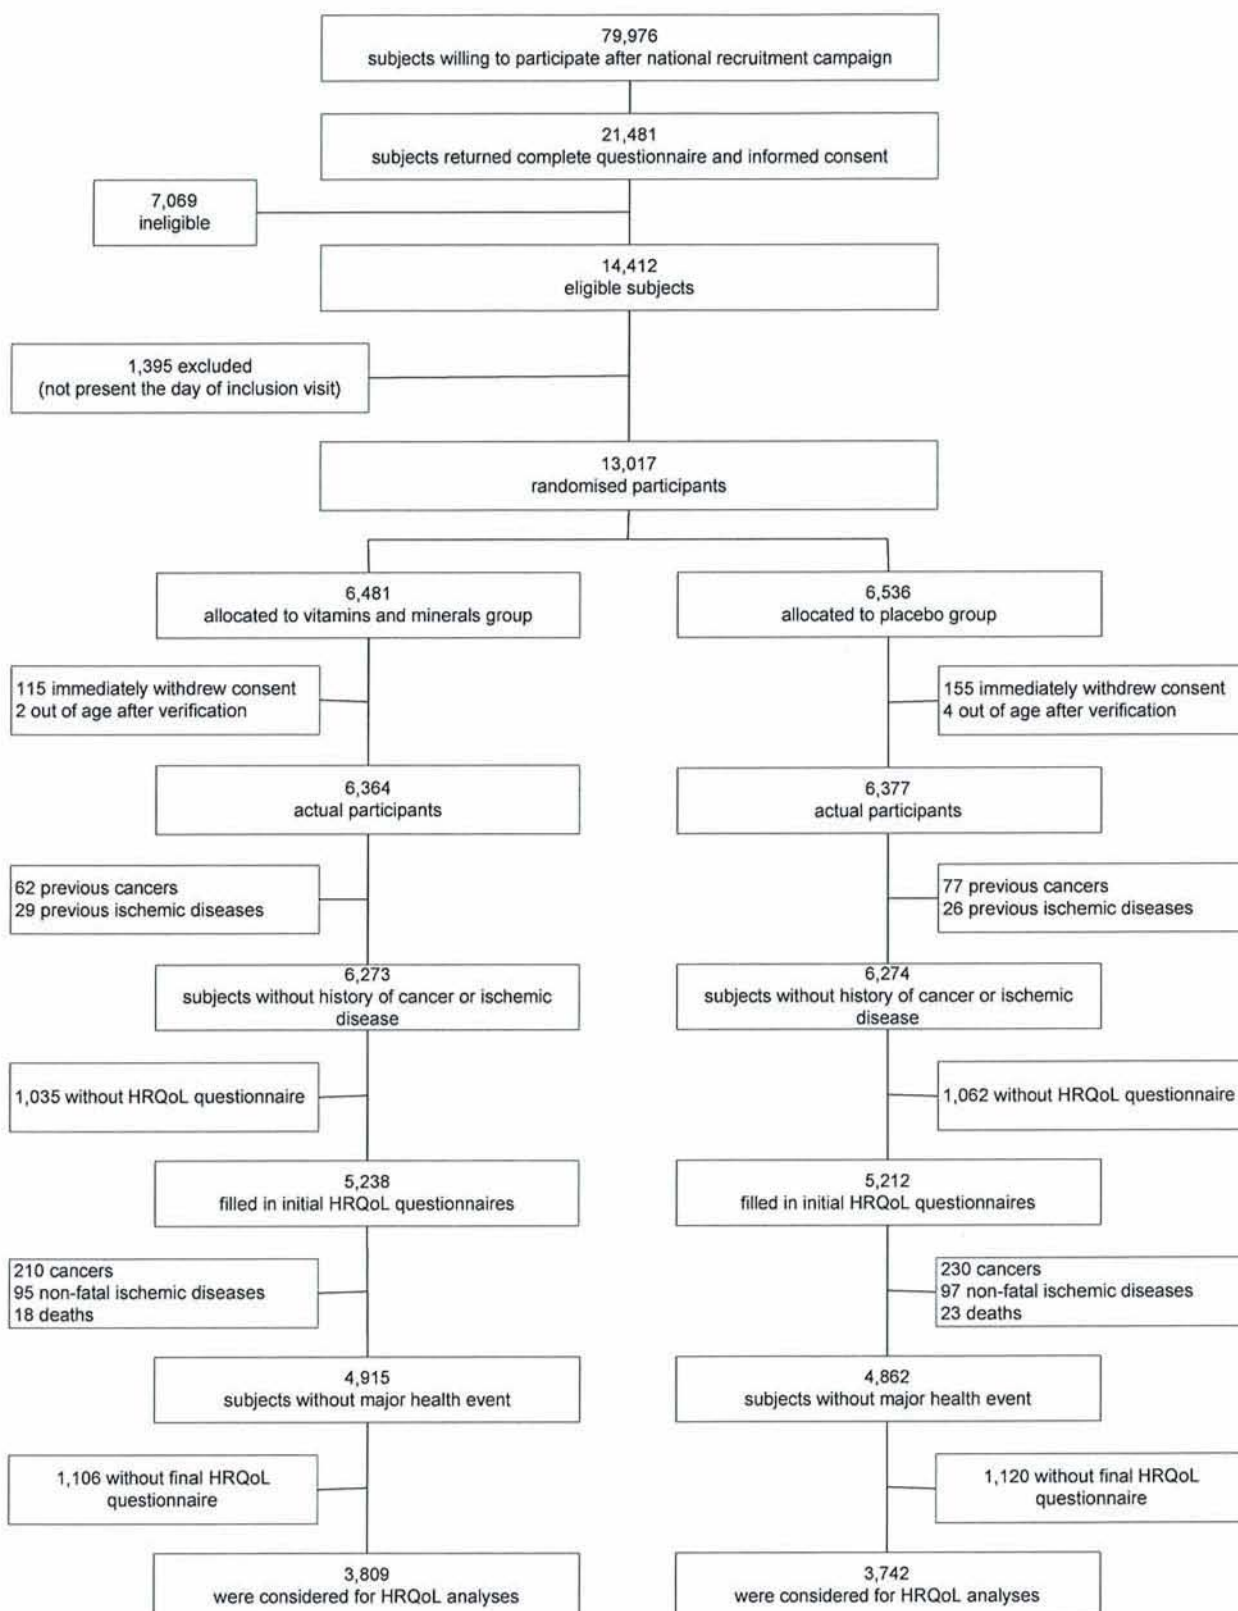 79,976
subjects willing to participate after national recruitment campaign
21,481
subjects returned complete questionnaire and informed consent
7,069
ineligible
14,412
eligible subjects
1,395 excluded
(not present the day of inclusion visit)
13,017
randomised participants
6,481
allocated to vitamins and minerals group
6,536
allocated to placebo group
115 immediately withdrew consent
2 out of age after verification
155 immediately withdrew consent
4 out of age after verification
6,364
actual participants
6,377
actual participants
62 previous cancers
29 previous ischemic diseases
77 previous cancers
26 previous ischemic diseases
6,273
subjects without history of cancer or ischemic
disease
6,274
subjects without history of cancer or ischemic
disease
1,035 without HRQoL questionnaire
1,062 without HRQoL questionnaire
5,238
filled in initial HRQoL questionnaires
5,212
filled in initial HRQoL questionnaires
210 cancers
95 non-fatal ischemic diseases
18 deaths
230 cancers
97 non-fatal ischemic diseases
23 deaths
4,915
subjects without major health event
4,862
subjects without major health event
1,106 without final HRQoL
questionnaire
1,120 without final HRQoL
questionnaire
3,809
were considered for HRQoL analyses
3,742
were considered for HRQoL analyses